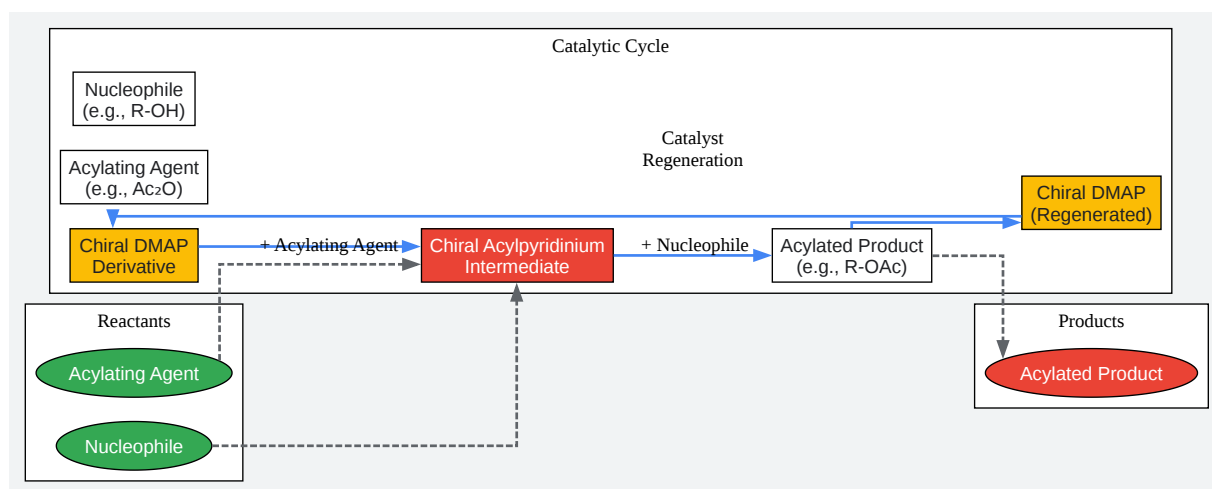 Catalytic Cycle
Nucleophile
(e.g., R-OH)
Catalyst
Regeneration
Acylating Agent
(e.g., Ac₂O)
Chiral DMAP
(Regenerated)
Chiral DMAP
Derivative
+ Acylating Agent
Chiral Acylpyridinium
Intermediate
+ Nucleophile
Acylated Product
(e.g., R-OAc)
Reactants
Acylating Agent
Nucleophile
Products
Acylated Product